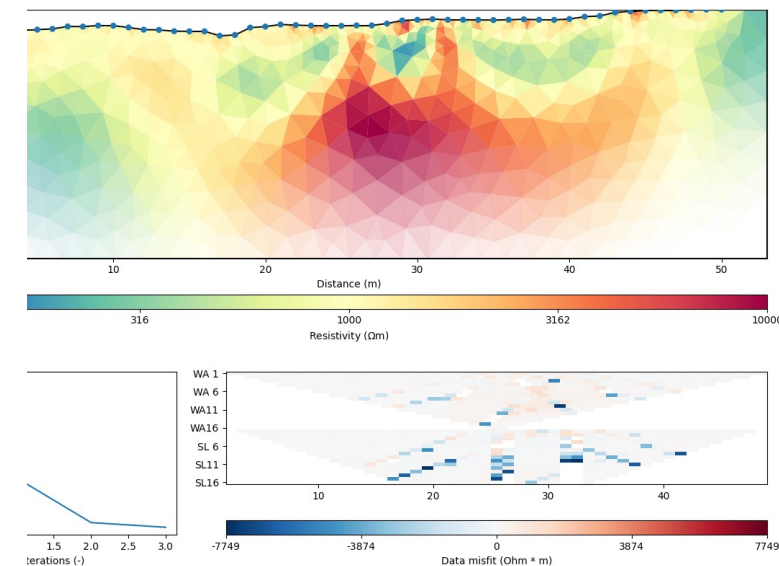 10 20 30 40 50
Distance (m)
316 1000 3162 10000
Resistivity (Ωm)
WA 1
WA 6
WA11
WA16
SL 6
SL11
SL16
10 20 30 40
1.5 2.0 2.5 3.0
terations (-)
-7749 -3874 0 3874 7749
Data misfit (Ohm * m)